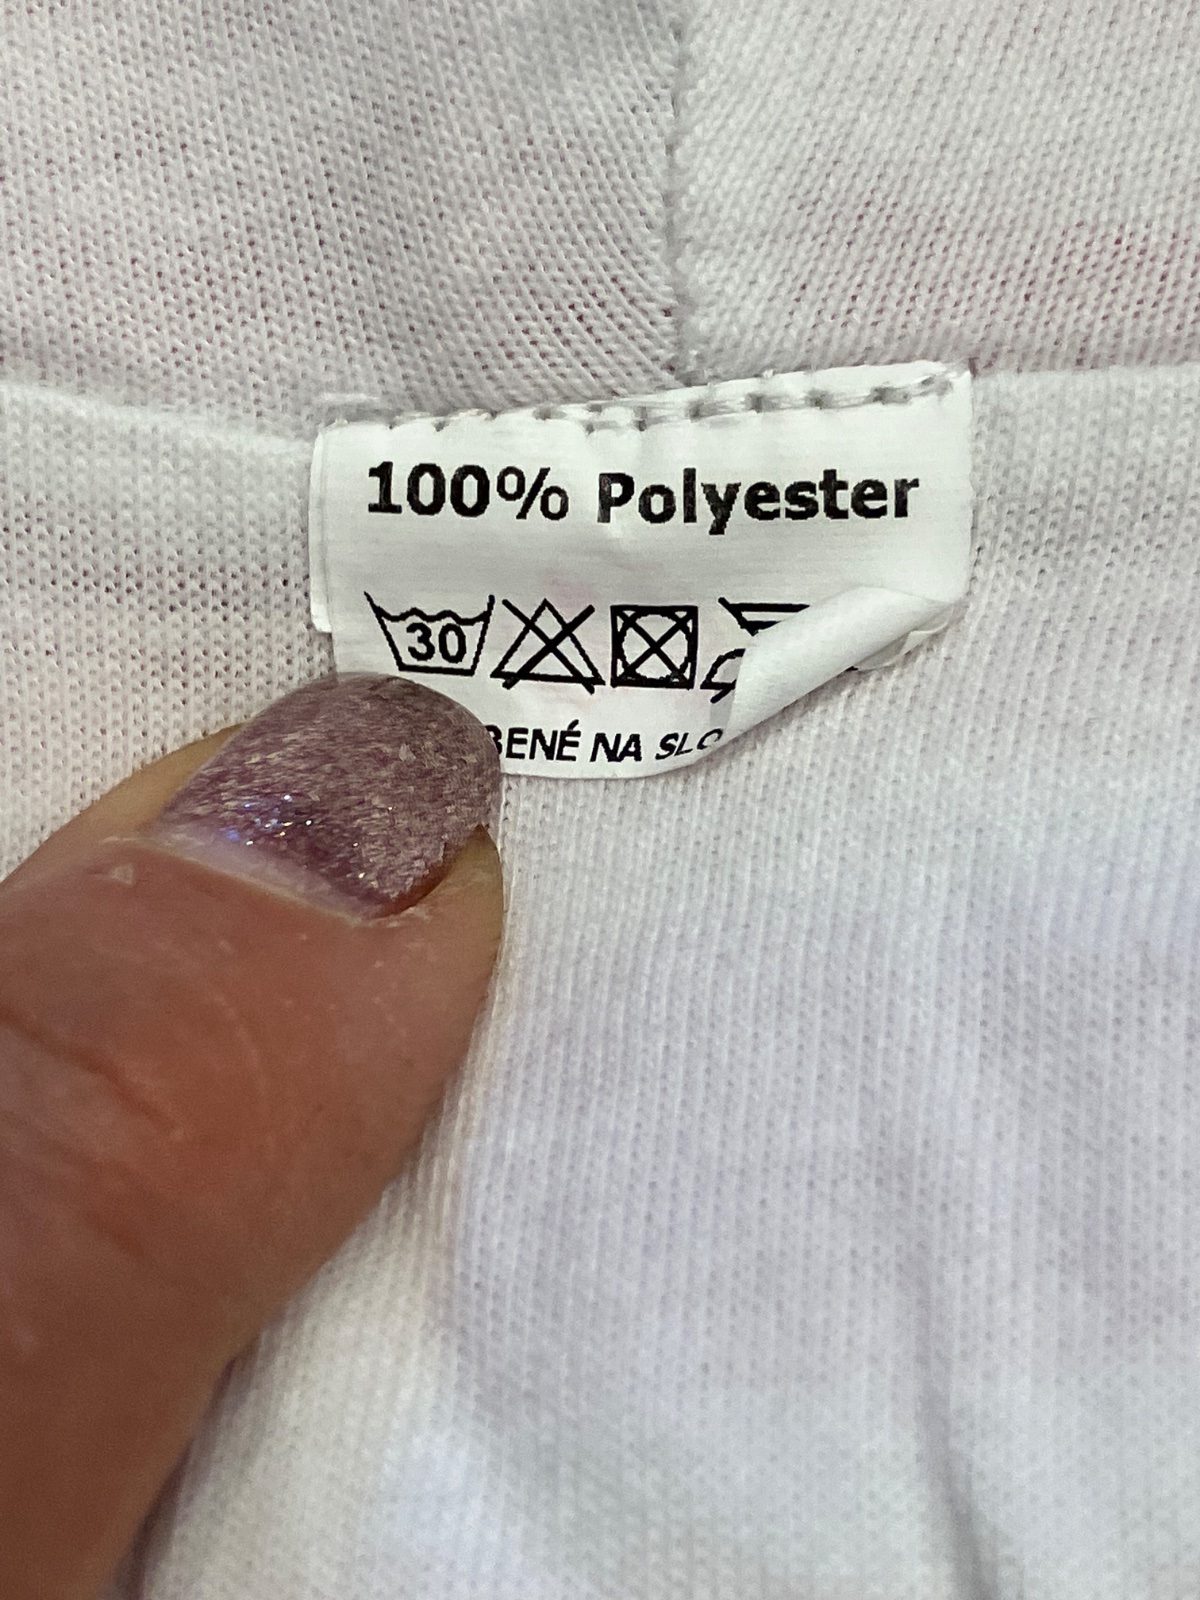 100% Polyester
30
BENÉ NA SLO